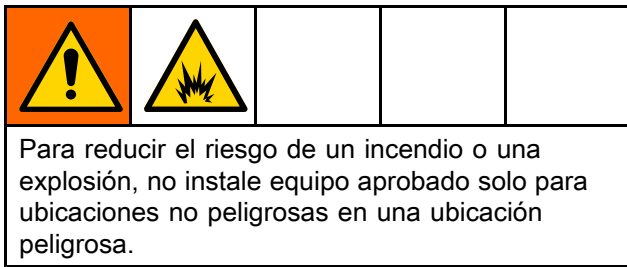 Para reducir el riesgo de un incendio o una
explosión, no instale equipo aprobado solo para
ubicaciones no peligrosas en una ubicación
peligrosa.